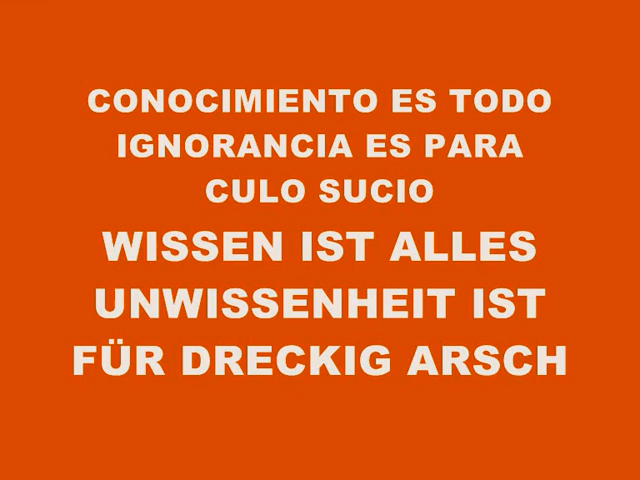 CONOCIMIENTO ES TODO
IGNORANCIA ES PARA
CULO SUCIO
WISSEN IST ALLES
UNWISSENHEIT IST
FÜR DRECKIG ARSCH